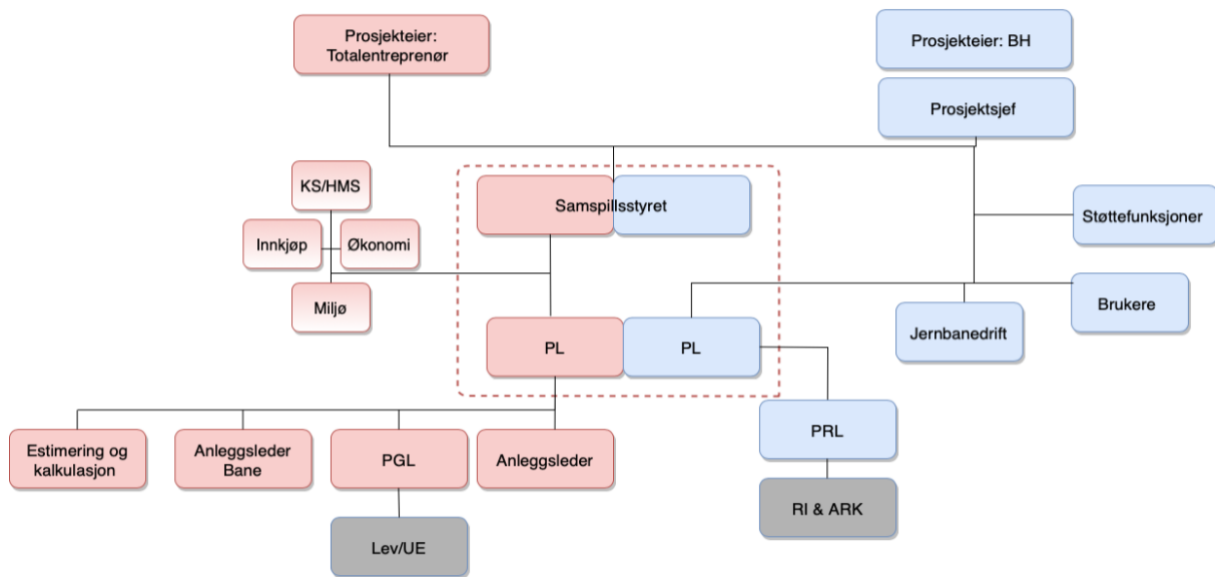 Prosjekteier:
Totalentreprenør
Prosjekteier: BH
Prosjektsjef
KS/HMS
Innkjøp
Økonomi
Miljø
Samspillsstyret
Støttefunksjoner
Brukere
Jernbanedrift
PL
PL
Estimering og
kalkulasjon
Anleggsleder
Bane
PGL
Anleggsleder
PRL
RI & ARK
Lev/UE